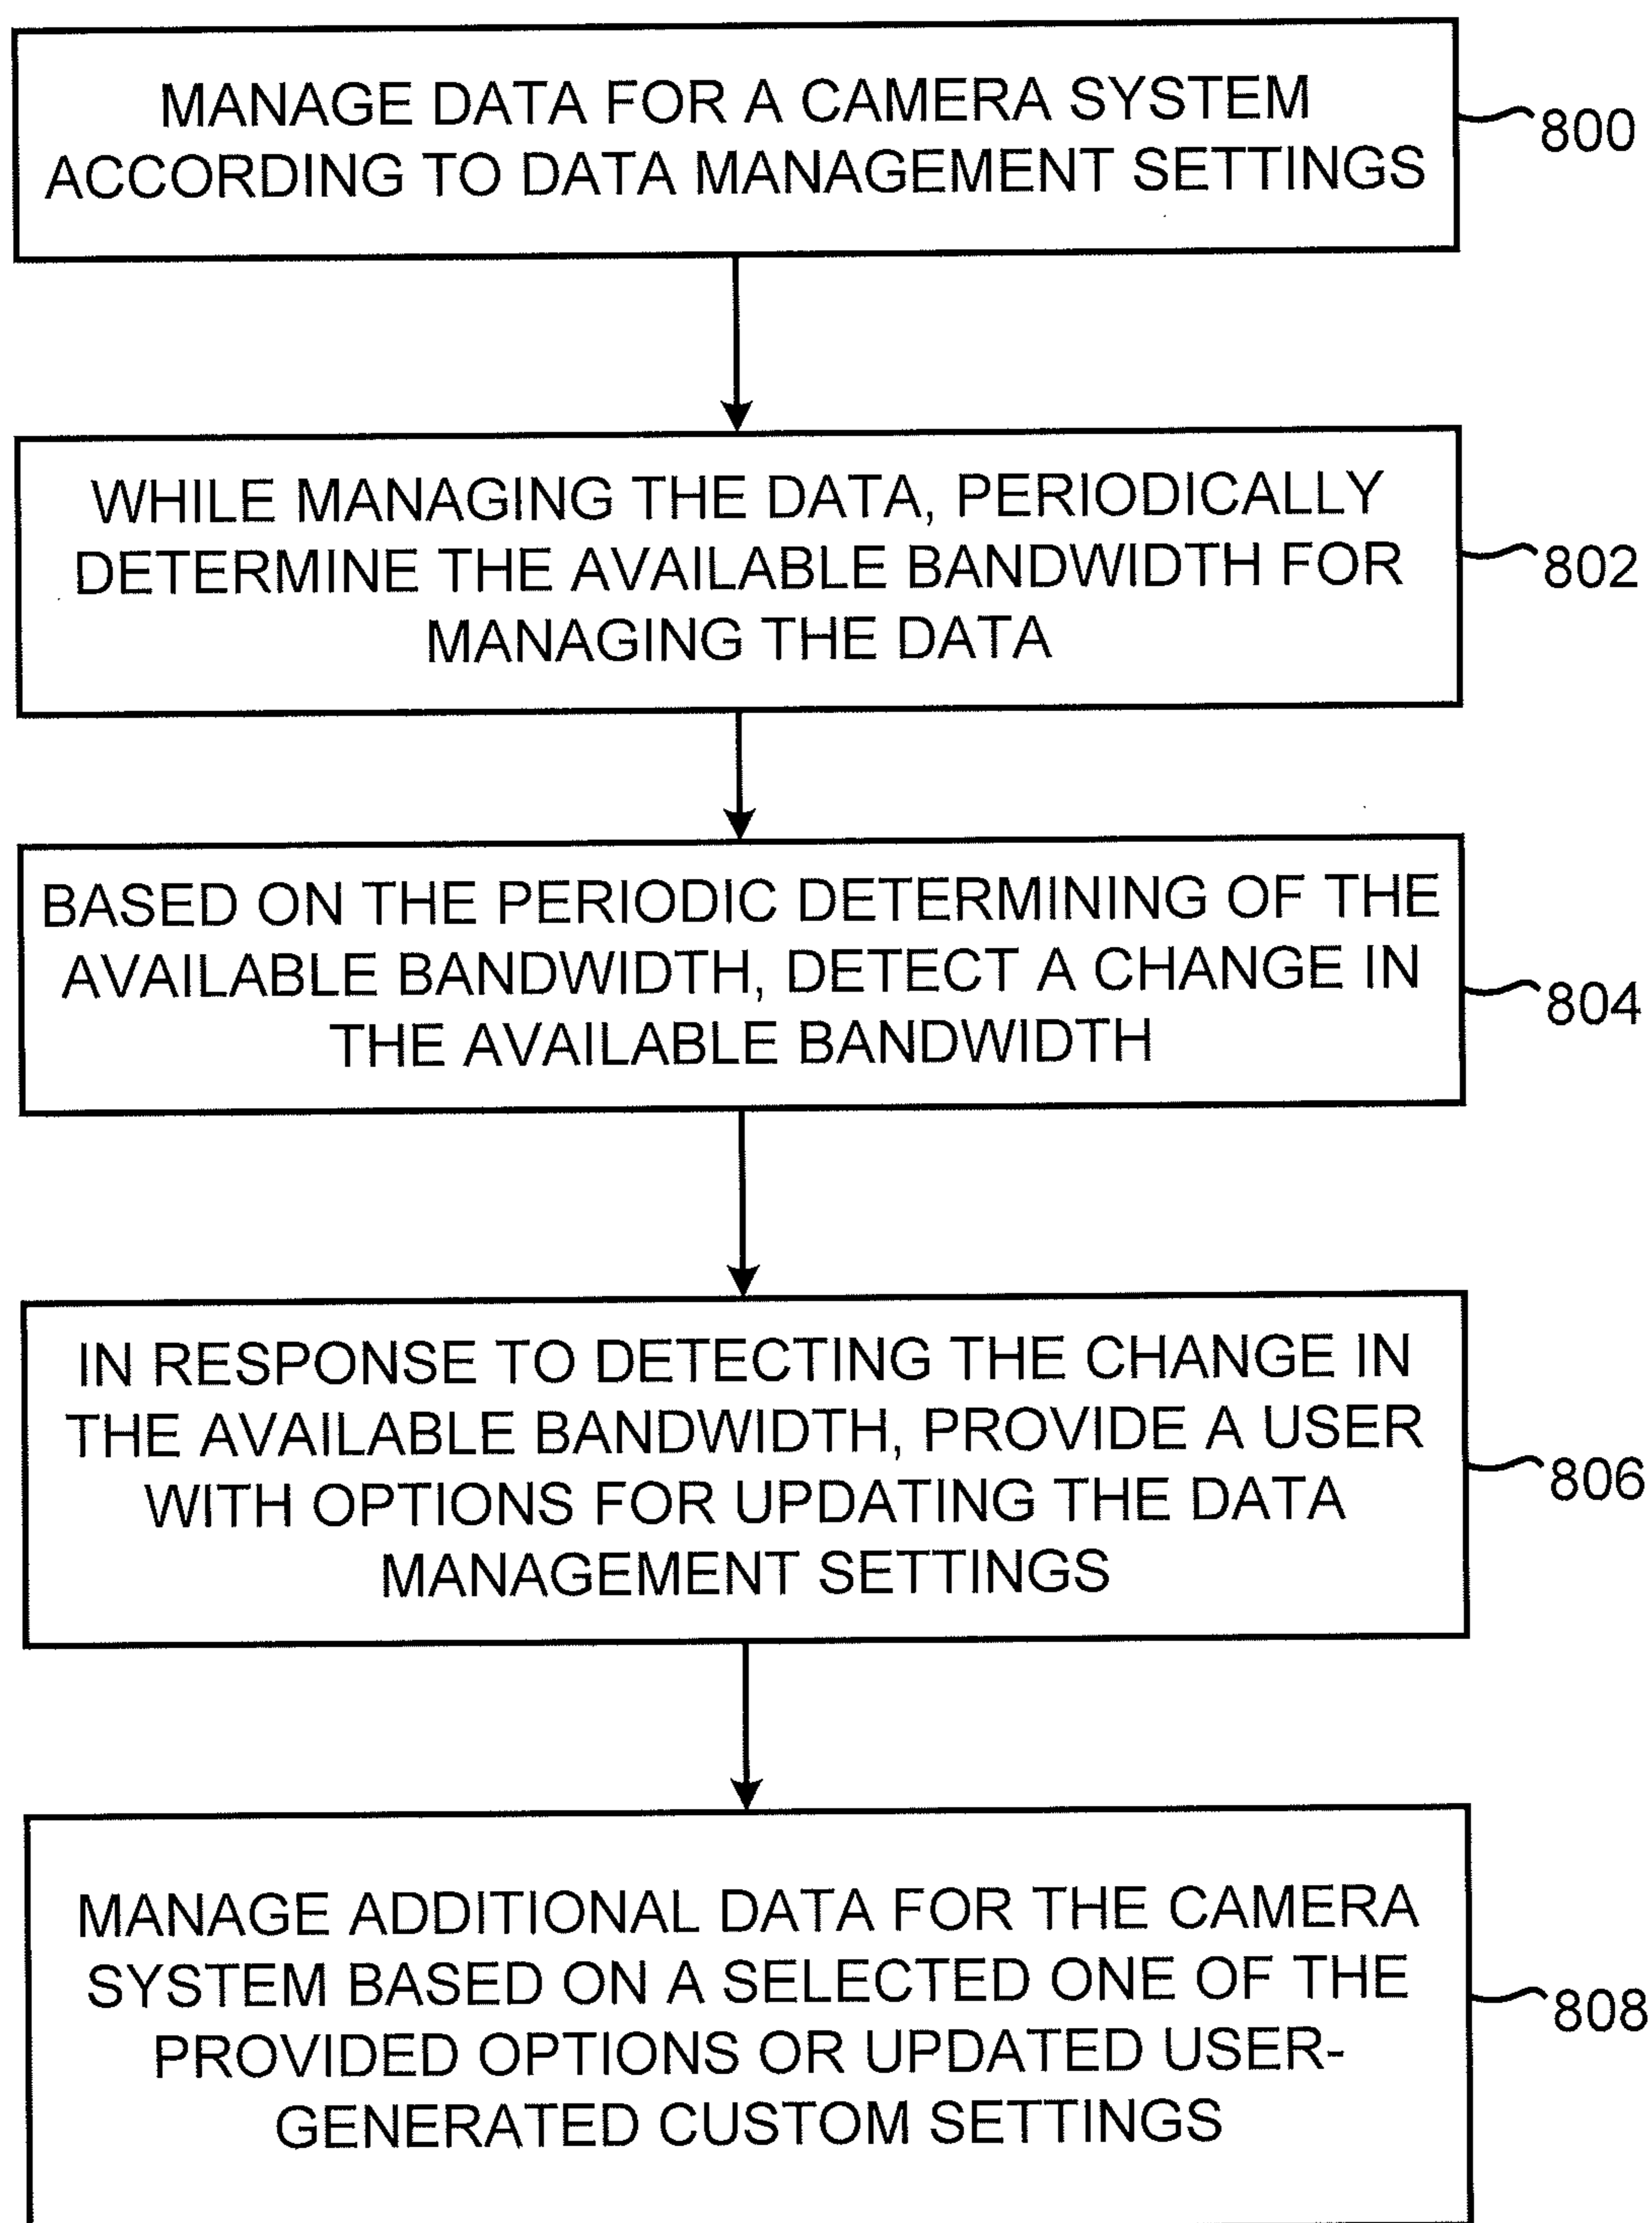 MANAGE DATA FOR A CAMERA SYSTEM
ACCORDING TO DATA MANAGEMENT SETTINGS
800
WHILE MANAGING THE DATA, PERIODICALLY
DETERMINE THE AVAILABLE BANDWIDTH FOR
MANAGING THE DATA
802
BASED ON THE PERIODIC DETERMINING OF THE
AVAILABLE BANDWIDTH, DETECT A CHANGE IN
THE AVAILABLE BANDWIDTH
804
IN RESPONSE TO DETECTING THE CHANGE IN
THE AVAILABLE BANDWIDTH, PROVIDE A USER
WITH OPTIONS FOR UPDATING THE DATA
MANAGEMENT SETTINGS
806
MANAGE ADDITIONAL DATA FOR THE CAMERA
SYSTEM BASED ON A SELECTED ONE OF THE
PROVIDED OPTIONS OR UPDATED USER-
GENERATED CUSTOM SETTINGS
808